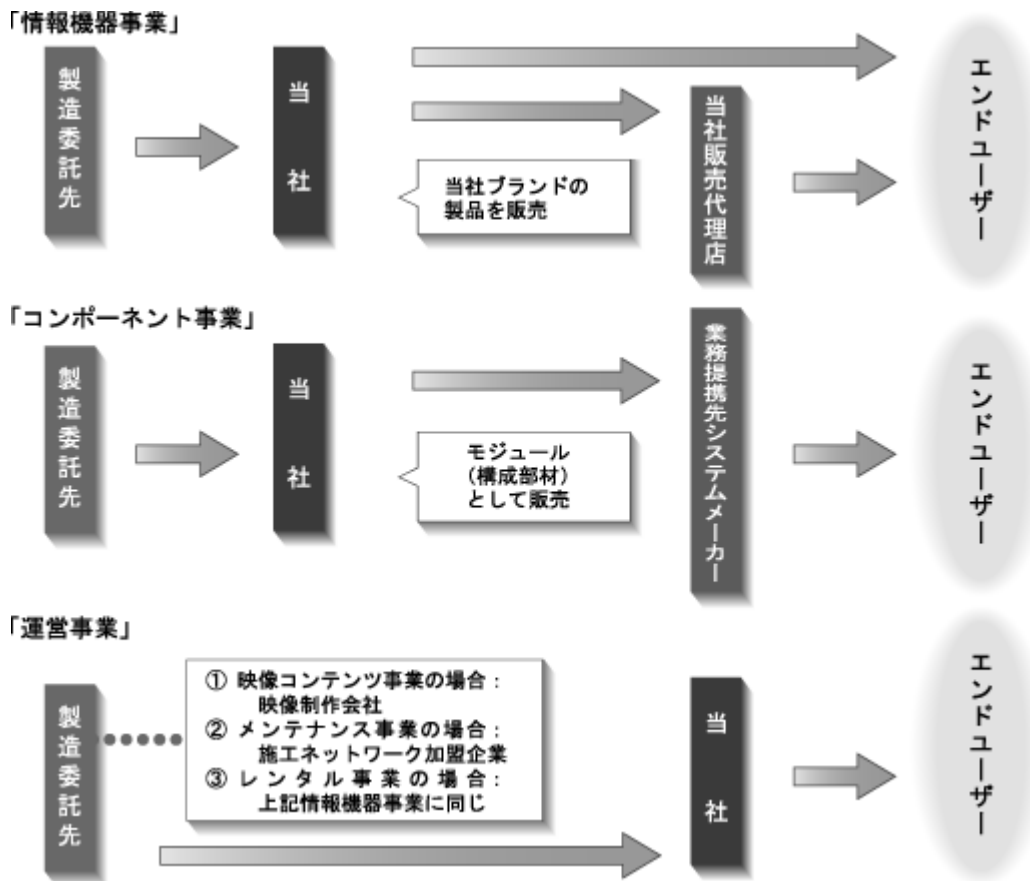 「情報機器事業」
製造委託先
当社
当社ブランドの
製品を販売
当社販売代理店
エンドユーザー
「コンポーネント事業」
製造委託先
当社
モジュール
(構成部材)
として販売
業務提携先システムメーカー
エンドユーザー
「運営事業」
製造委託先
① 映像コンテンツ事業の場合：
映像制作会社
② メンテナンス事業の場合：
施工ネットワーク加盟企業
③ レンタル事業の場合：
上記情報機器事業に同じ
当社
エンドユーザー